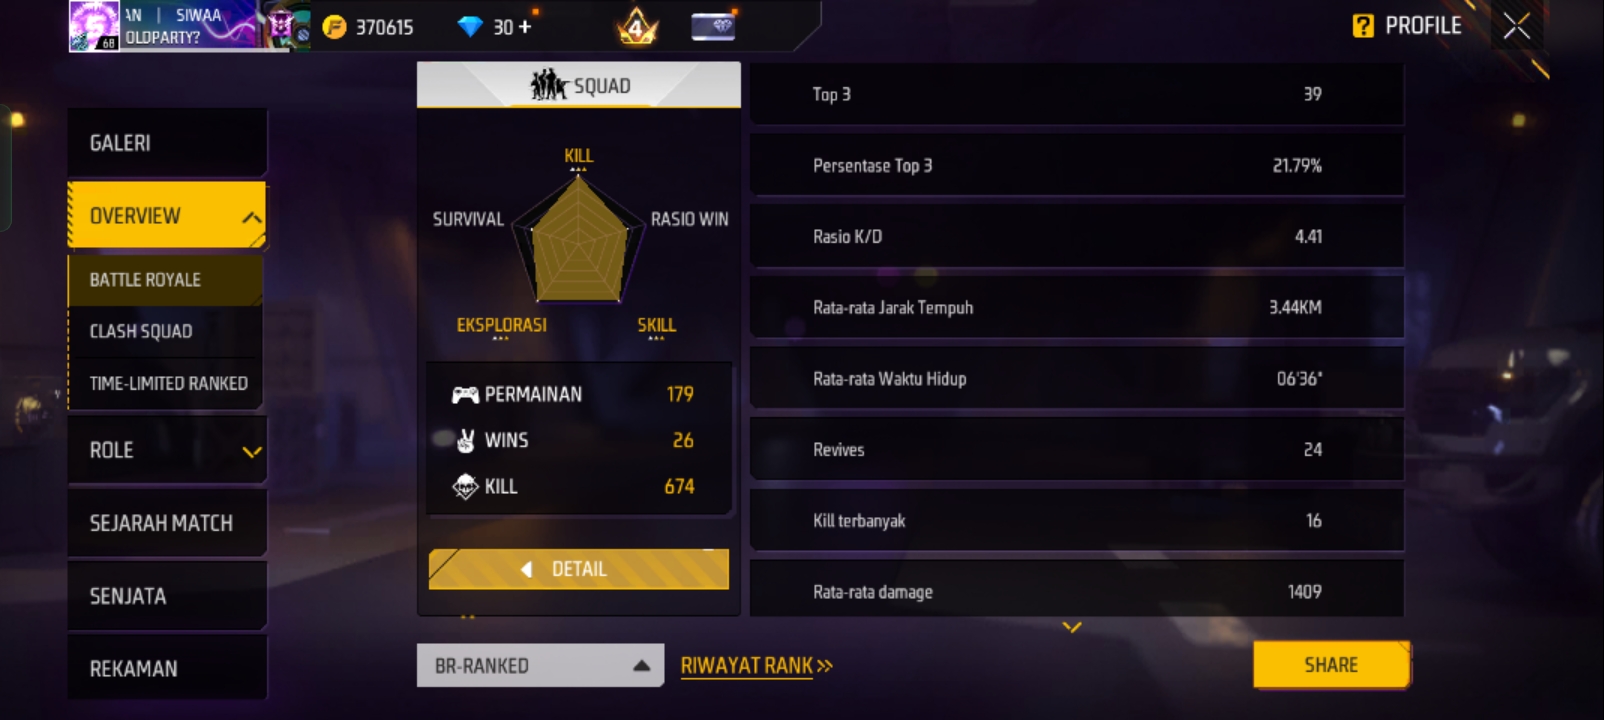 AN | SIWAA
OLDPARTY?
68
370615
30 +
4
? PROFILE
GALERI
OVERVIEW
BATTLE ROYALE
CLASH SQUAD
TIME-LIMITED RANKED
ROLE
SEJARAH MATCH
SENJATA
REKAMAN
SQUAD
KILL
SURVIVAL
RASIO WIN
EKSPLORASI
SKILL
PERMAINAN 179
WINS 26
KILL 674
DETAIL
BR-RANKED
RIWAYAT RANK >>
Top 3 39
Persentase Top 3 21.79%
Rasio K/D 4.41
Rata-rata Jarak Tempuh 3.44KM
Rata-rata Waktu Hidup 06'36"
Revives 24
Kill terbanyak 16
Rata-rata damage 1409
SHARE